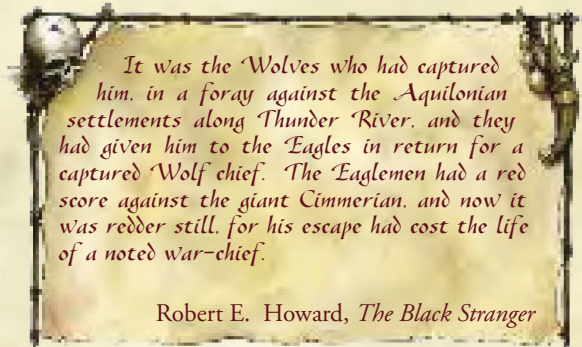 It was the Wolves who had captured
him, in a foray against the Aquilonian
settlements along Thunder River, and they
had given him to the Eagles in return for a
captured Wolf chief. The Eaglemen had a red
score against the giant Cimmerian, and now it
was redder still, for his escape had cost the life
of a noted war-chief.
Robert E. Howard, The Black Stranger